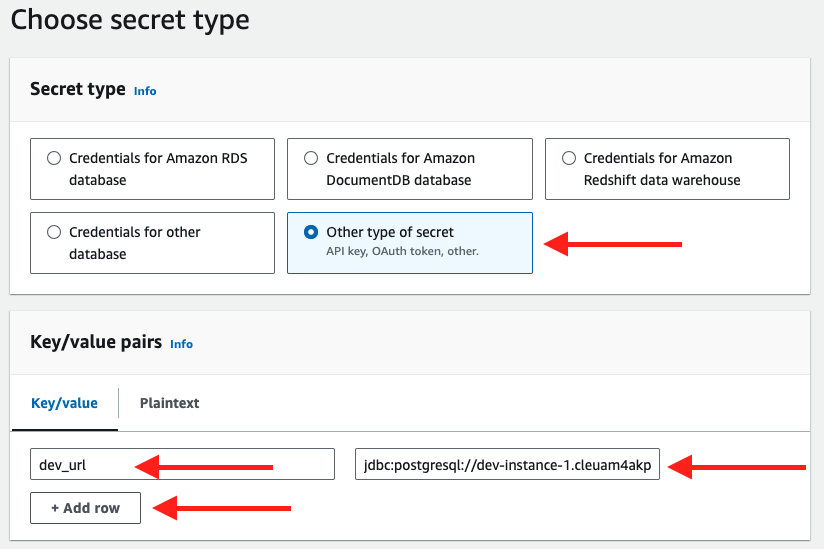 Choose secret type
Secret type Info
Credentials for Amazon RDS
database
Credentials for Amazon
DocumentDB database
Credentials for Amazon
Redshift data warehouse
Credentials for other
database
Other type of secret
API key, OAuth token, other.
Key/value pairs Info
Key/value
Plaintext
dev_url
jdbc:postgresql://dev-instance-1.cleuam4akp
+ Add row